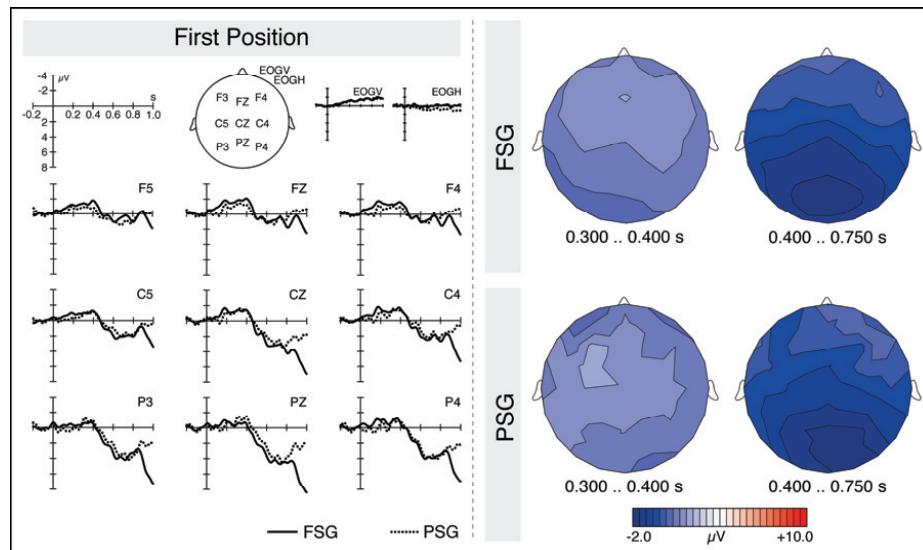 First Position
-4
µV
-2
s
-0.2 0.2 0.4 0.6 0.8 1.0
2
4
6
8
EOGV
EOGH
F3 FZ F4
C5 CZ C4
P3 PZ P4
EOGV
EOGH
F5
FZ
F4
C5
CZ
C4
P3
PZ
P4
FSG
PSG
FSG
0.300 .. 0.400 s
0.400 .. 0.750 s
PSG
0.300 .. 0.400 s
0.400 .. 0.750 s
-2.0 µV +10.0